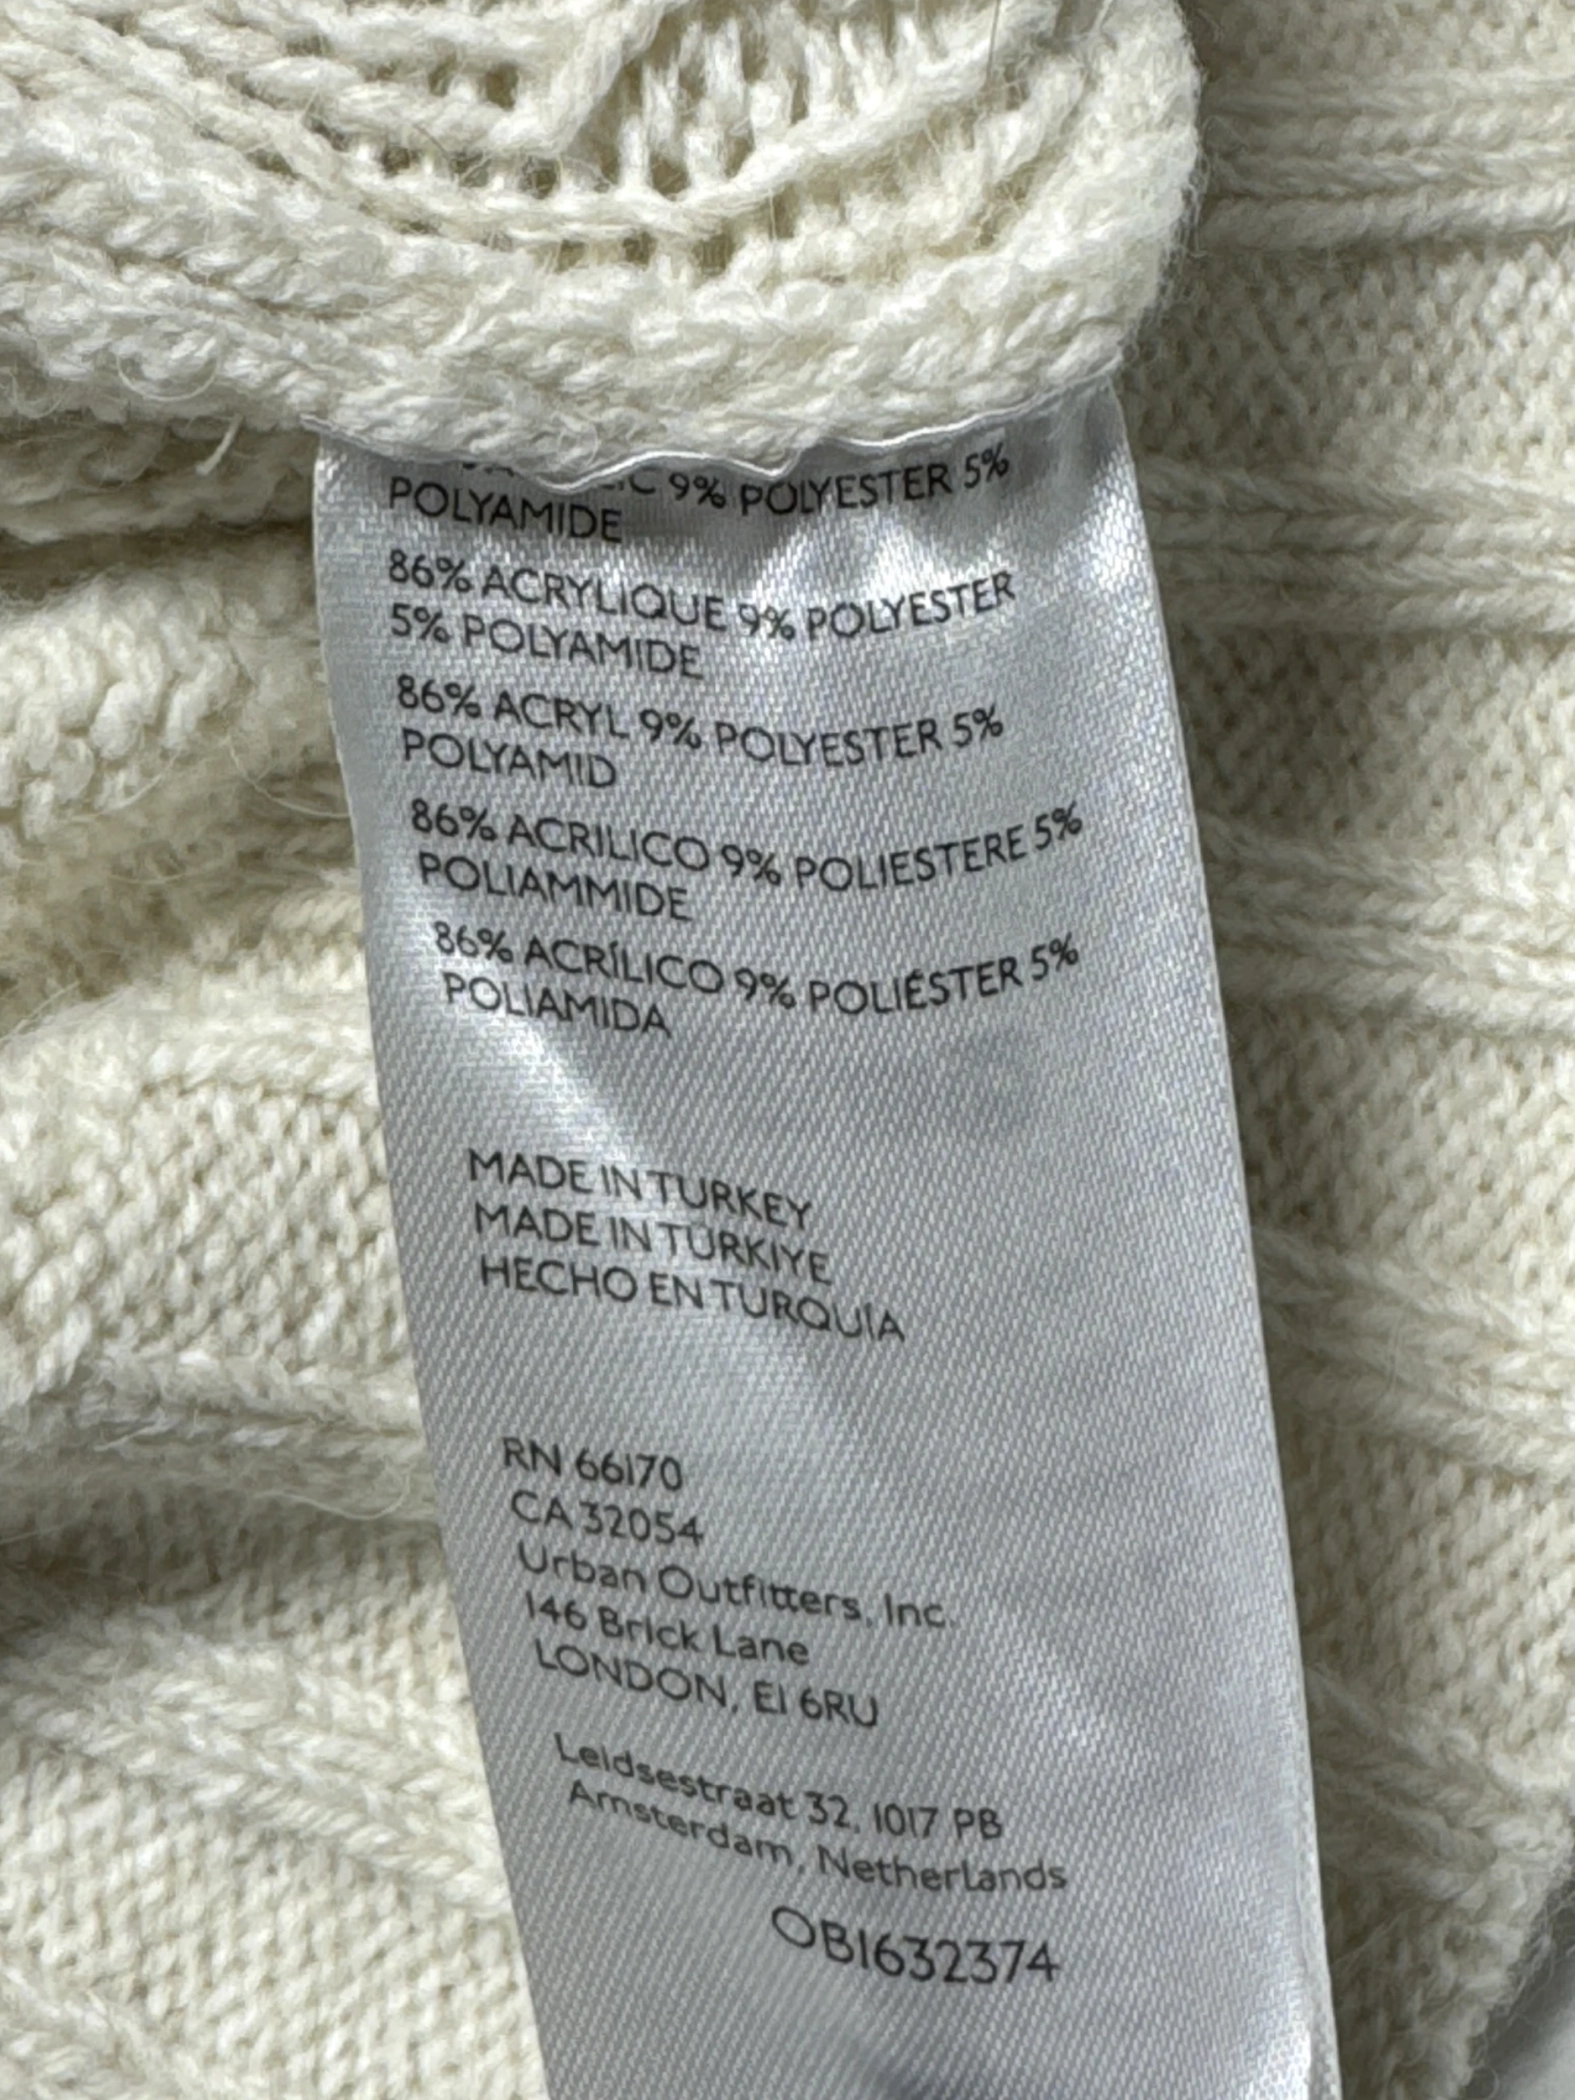 9% POLYESTER 5%
POLYAMIDE
86% ACRYLIQUE 9% POLYESTER
5% POLYAMIDE
86% ACRYL 9% POLYESTER 5%
POLYAMID
86% ACRILICO 9% POLIESTERE 5%
POLIAMMIDE
86% ACRÍLICO 9% POLIÉSTER 5%
POLIAMIDA
MADE IN TURKEY
MADE IN TURKIYE
HECHO EN TURQUÍA
RN 66170
CA 32054
Urban Outfitters, Inc.
146 Brick Lane
LONDON, E1 6RU
Leidsestraat 32, 1017 PB
Amsterdam, Netherlands
OB1632374